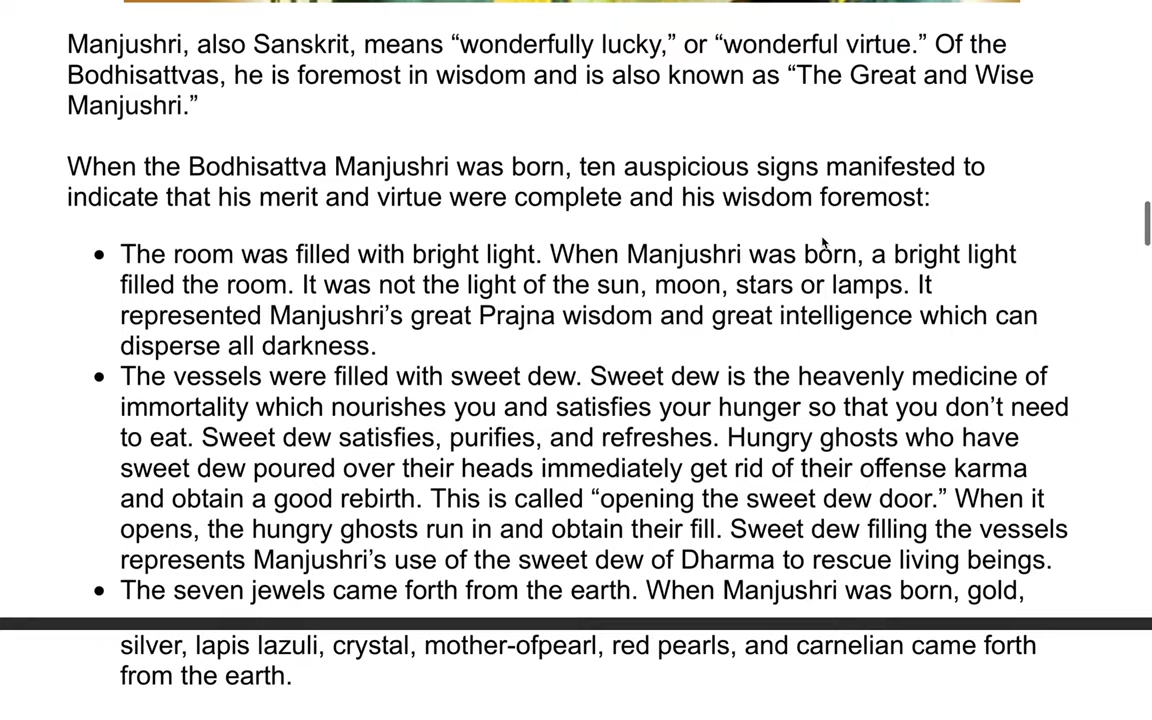 Manjushri, also Sanskrit, means “wonderfully lucky,” or “wonderful virtue.” Of the
Bodhisattvas, he is foremost in wisdom and is also known as “The Great and Wise
Manjushri.”
When the Bodhisattva Manjushri was born, ten auspicious signs manifested to
indicate that his merit and virtue were complete and his wisdom foremost:
• The room was filled with bright light. When Manjushri was born, a bright light
filled the room. It was not the light of the sun, moon, stars or lamps. It
represented Manjushri’s great Prajna wisdom and great intelligence which can
disperse all darkness.
• The vessels were filled with sweet dew. Sweet dew is the heavenly medicine of
immortality which nourishes you and satisfies your hunger so that you don’t need
to eat. Sweet dew satisfies, purifies, and refreshes. Hungry ghosts who have
sweet dew poured over their heads immediately get rid of their offense karma
and obtain a good rebirth. This is called “opening the sweet dew door.” When it
opens, the hungry ghosts run in and obtain their fill. Sweet dew filling the vessels
represents Manjushri’s use of the sweet dew of Dharma to rescue living beings.
• The seven jewels came forth from the earth. When Manjushri was born, gold,
silver, lapis lazuli, crystal, mother-ofpearl, red pearls, and carnelian came forth
from the earth.